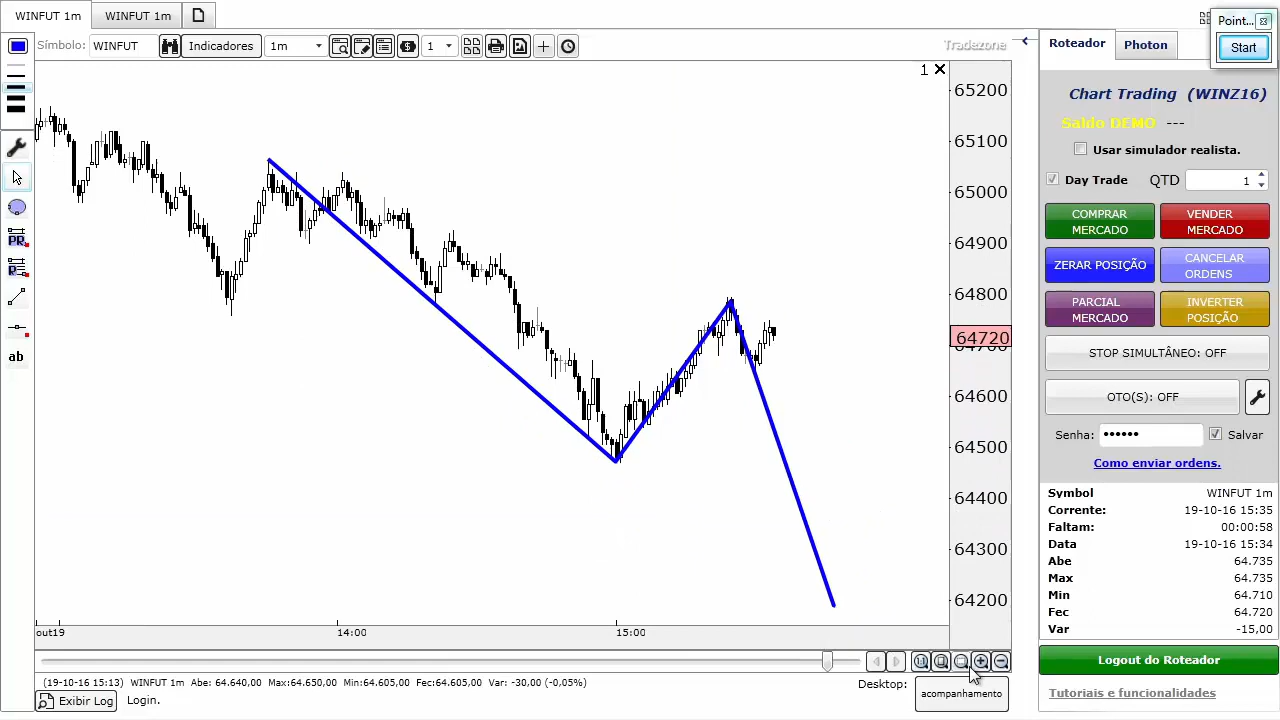 WINFUT 1m
WINFUT 1m
Point...
Start
Símbolo:
WINFUT
Indicadores
1m
1
Tradezone
Roteador
Photon
1
65200
65100
65000
64900
64800
64720
64700
64600
64500
64400
64300
64200
PR
R
ab
out19
14:00
15:00
Chart Trading (WINZ16)
Saldo DEMO ---
Usar simulador realista.
Day Trade
QTD
1
COMPRAR
MERCADO
VENDER
MERCADO
ZERAR POSIÇÃO
CANCELAR
ORDENS
PARCIAL
MERCADO
INVERTER
POSIÇÃO
STOP SIMULTÂNEO: OFF
OTO(S): OFF
Senha:
••••••
Salvar
Como enviar ordens.
Symbol WINFUT 1m
Corrente: 19-10-16 15:35
Faltam: 00:00:58
Data 19-10-16 15:34
Abe 64.735
Max 64.735
Min 64.710
Fec 64.720
Var -15,00
Logout do Roteador
Tutoriais e funcionalidades
(19-10-16 15:13) WINFUT 1m Abe: 64.640,00 Max:64.650,00 Min:64.605,00 Fec:64.605,00 Var: -30,00 (-0,05%)
Desktop:
acompanhamento
Exibir Log
Login.